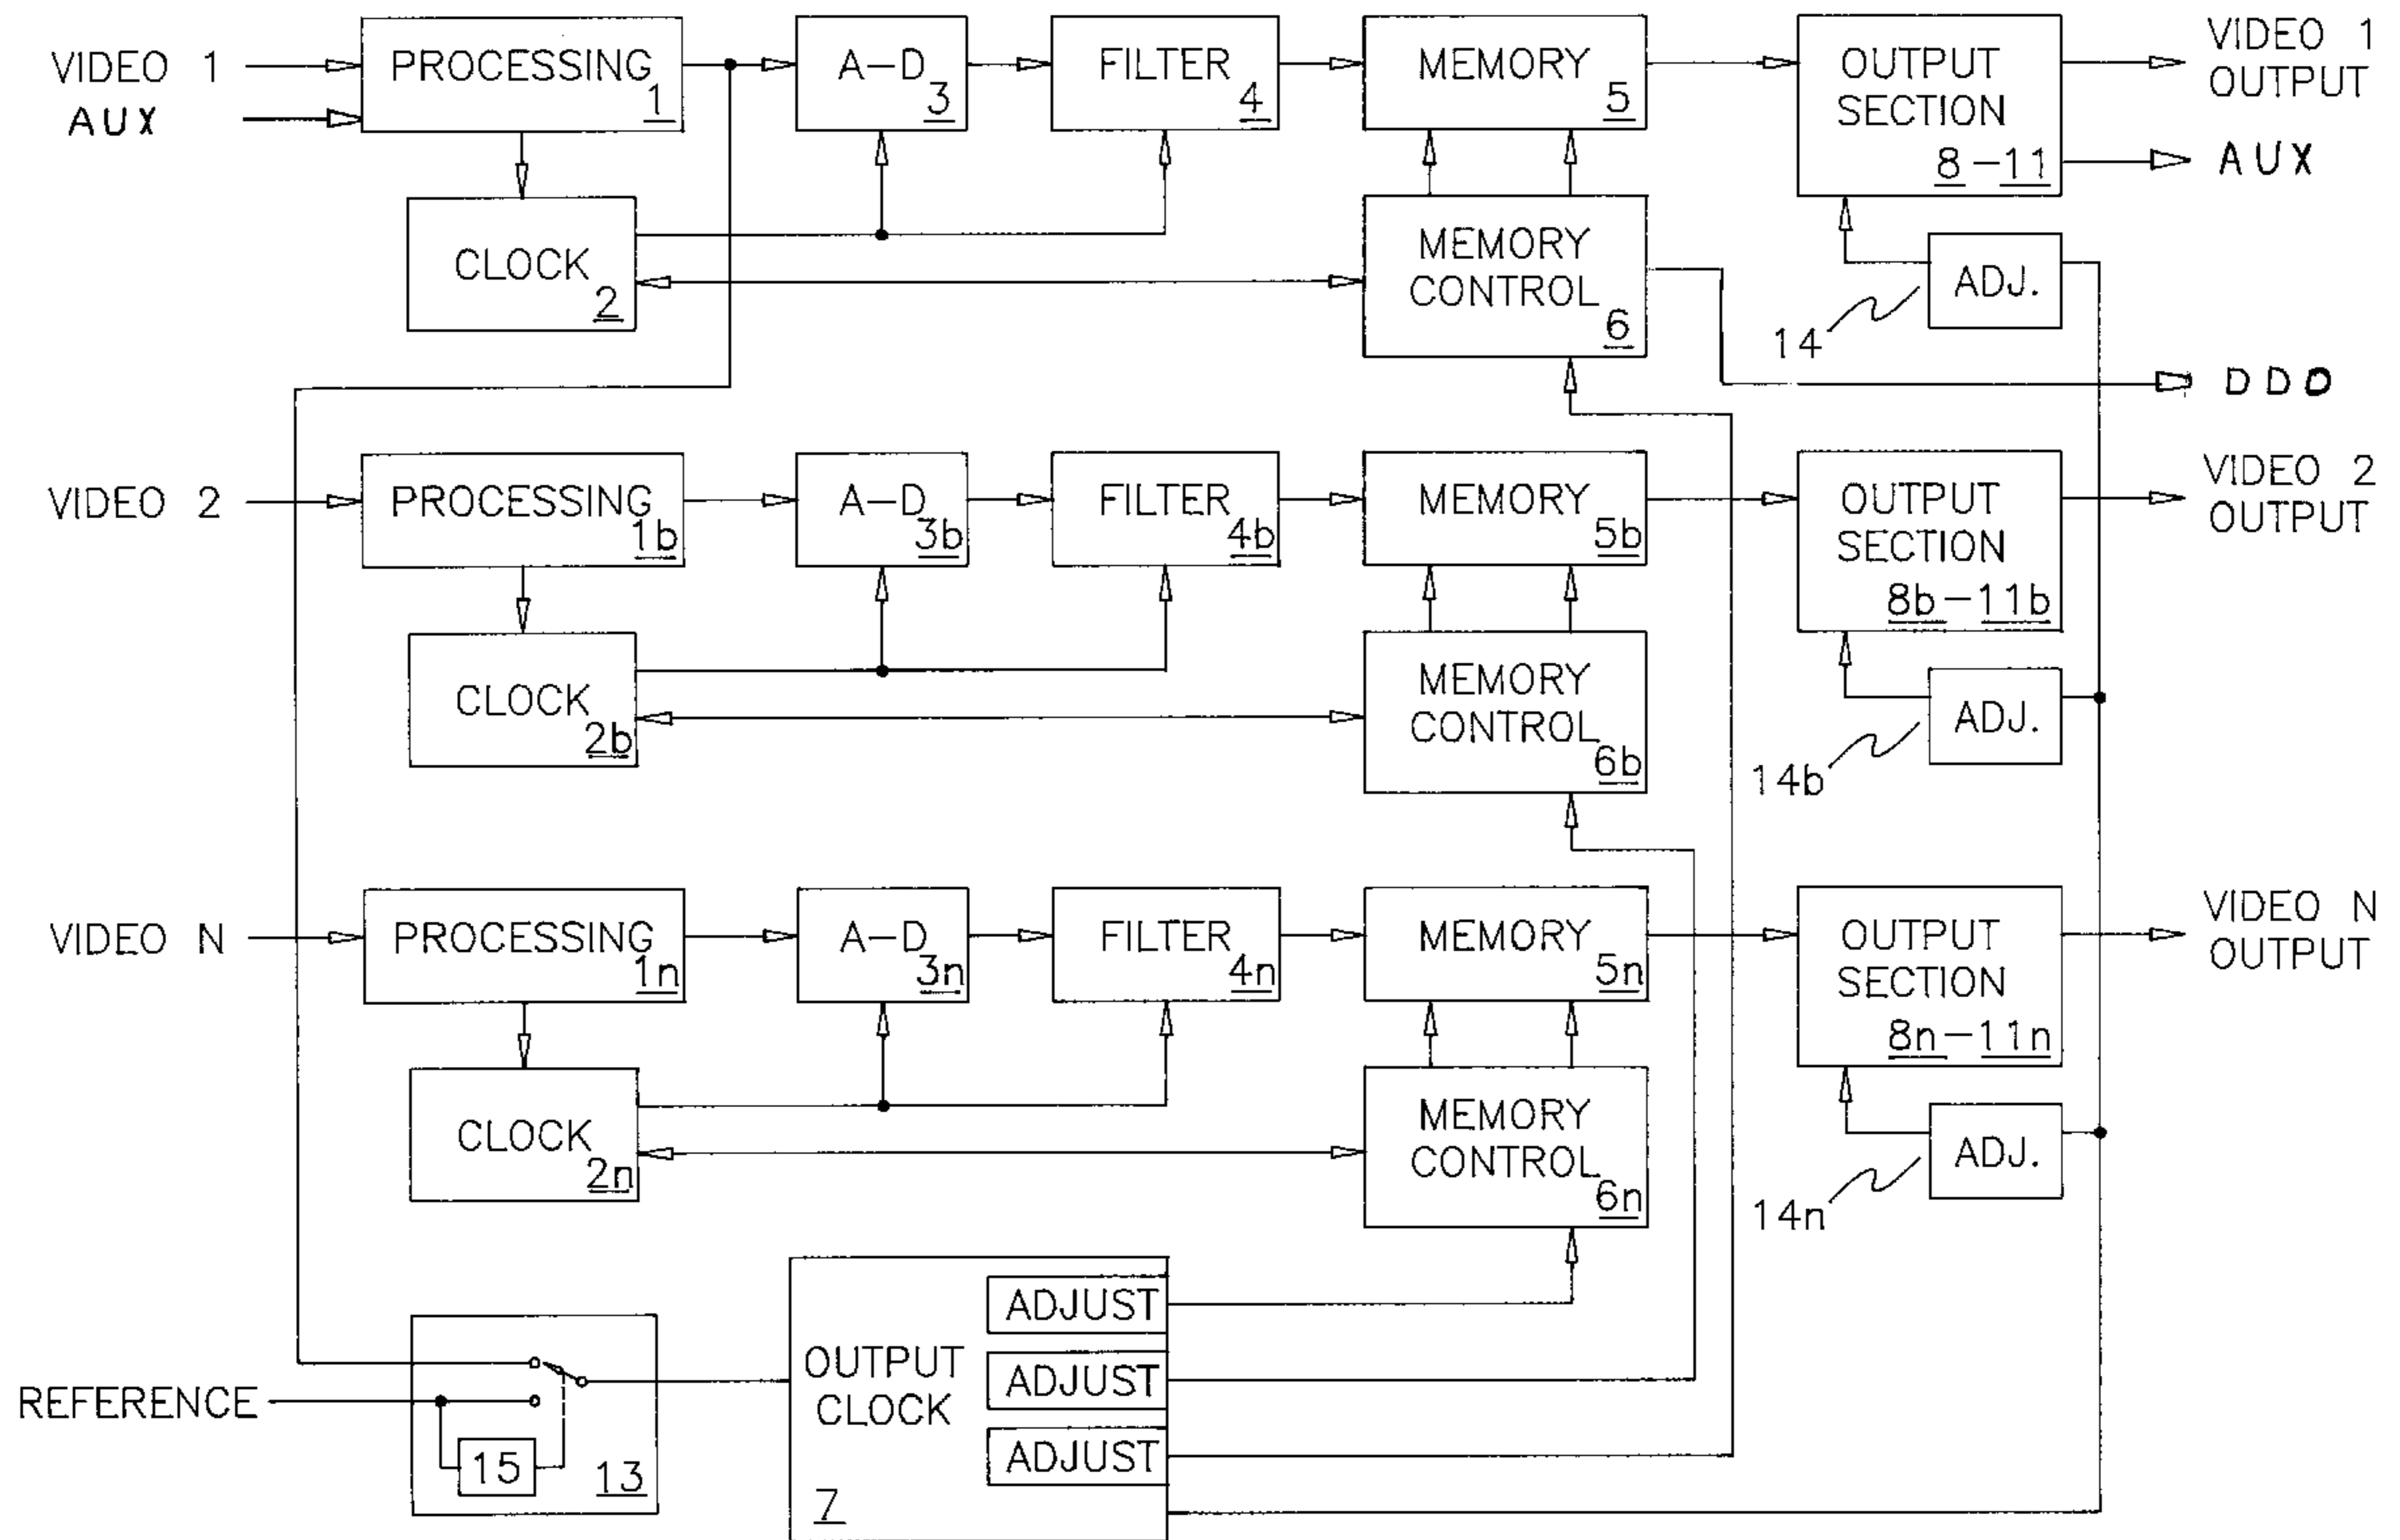 VIDEO 1
AUX
PROCESSING
1
A-D
3
FILTER
4
MEMORY
5
OUTPUT
SECTION
8-11
VIDEO 1
OUTPUT
AUX
CLOCK
2
MEMORY
CONTROL
6
ADJ.
14
DDO
VIDEO 2
PROCESSING
1b
A-D
3b
FILTER
4b
MEMORY
5b
OUTPUT
SECTION
8b-11b
VIDEO 2
OUTPUT
CLOCK
2b
MEMORY
CONTROL
6b
ADJ.
14b
VIDEO N
PROCESSING
1n
A-D
3n
FILTER
4n
MEMORY
5n
OUTPUT
SECTION
8n-11n
VIDEO N
OUTPUT
CLOCK
2n
MEMORY
CONTROL
6n
ADJ.
14n
REFERENCE
15
13
OUTPUT
CLOCK
7
ADJUST
ADJUST
ADJUST